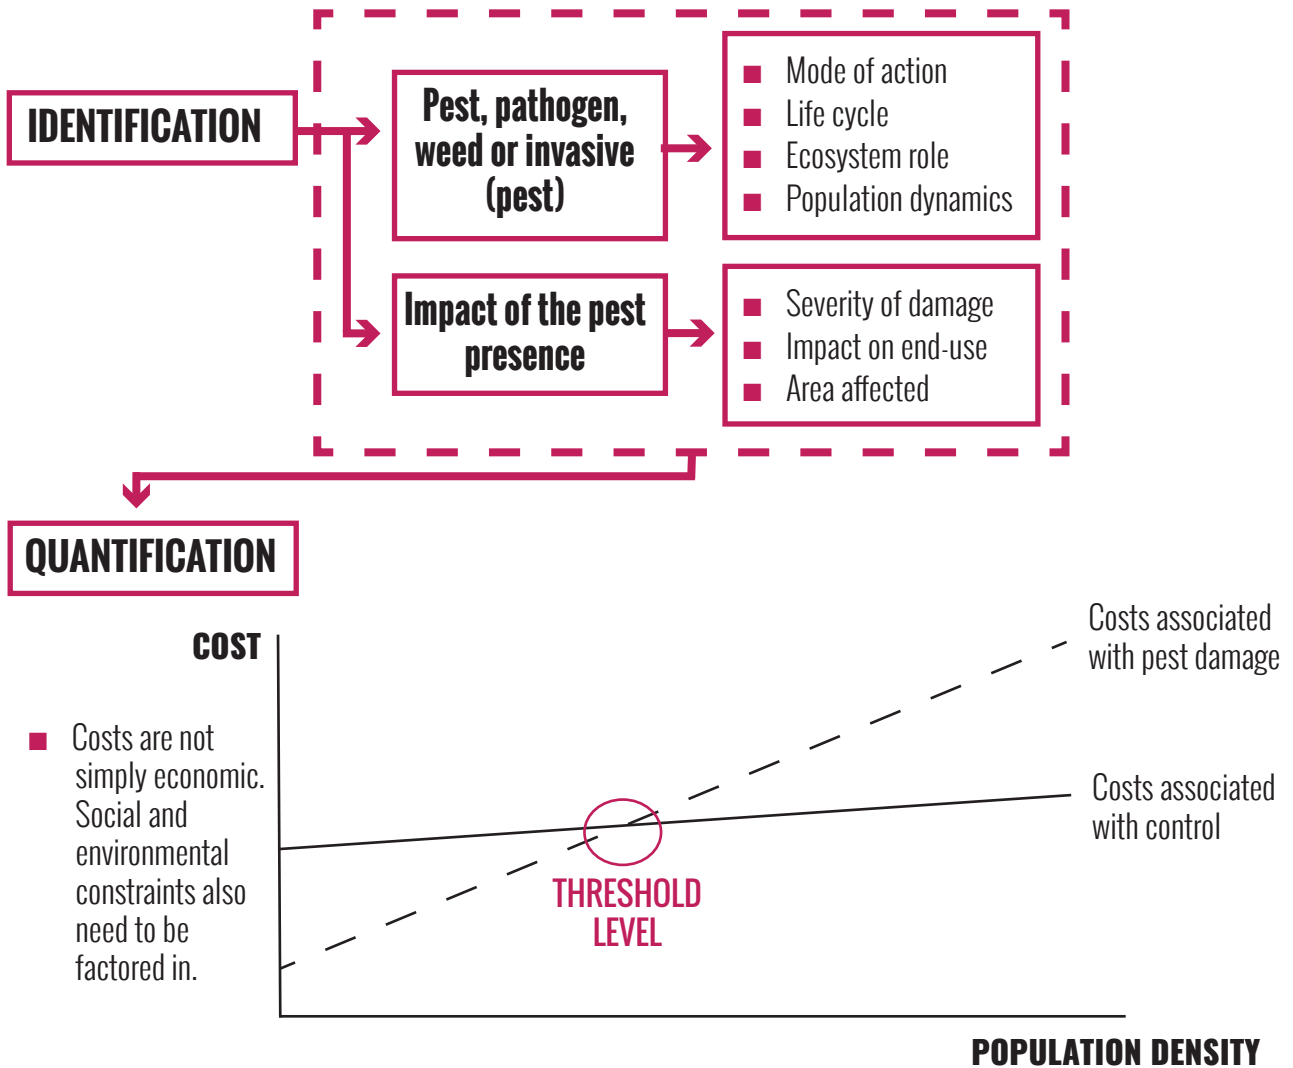 IDENTIFICATION
Pest, pathogen,
weed or invasive
(pest)
Mode of action
Life cycle
Ecosystem role
Population dynamics
Impact of the pest
presence
Severity of damage
Impact on end-use
Area affected
QUANTIFICATION
COST
Costs are not
simply economic.
Social and
environmental
constraints also
need to be
factored in.
Costs associated
with pest damage
Costs associated
with control
THRESHOLD
LEVEL
POPULATION DENSITY